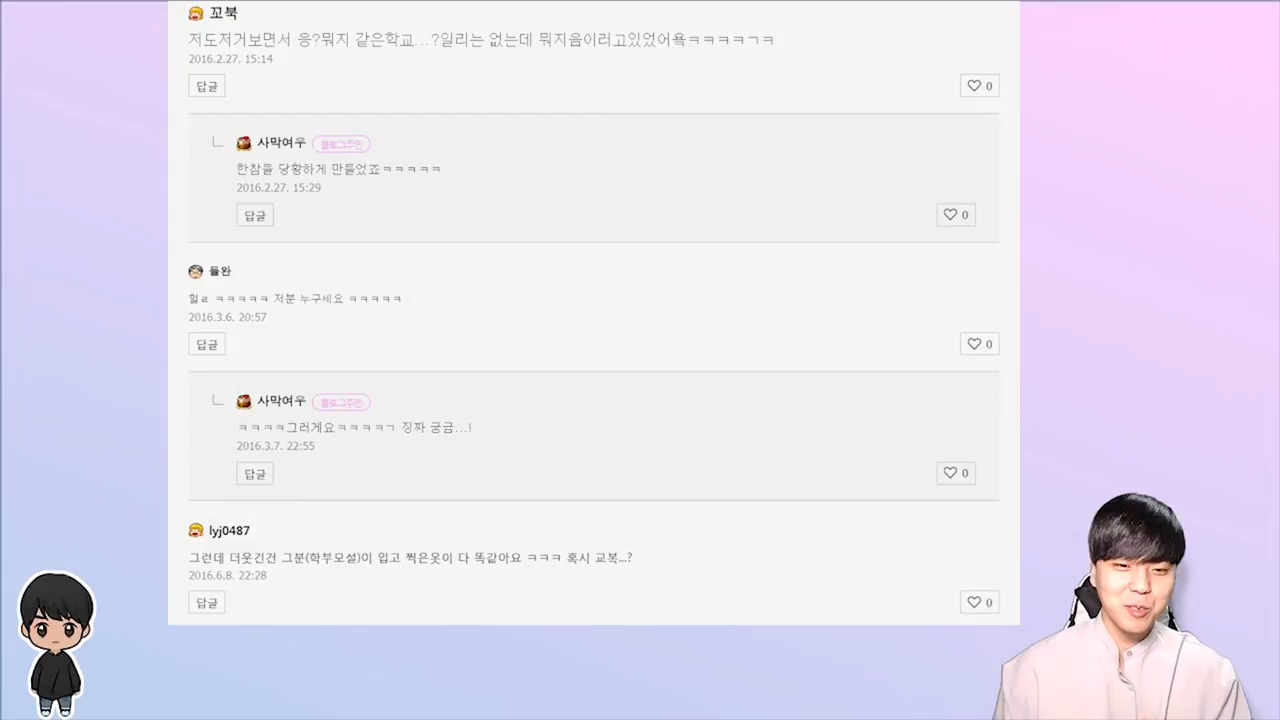 꼬북
저도저거보면서 응?뭐지 같은학교...?일리는 없는데 뭐지음이러고있었어욬ㅋㅋㅋㅋㄱㅋ
2016.2.27. 15:14
답글
0
사막여우 블로그주인
한참을 당황하게 만들었죠ㅋㅋㅋㅋㅋ
2016.2.27. 15:29
답글
0
들완
헐ㄹ ㅋㅋㅋㅋㅋ 저분 누구세요 ㅋㅋㅋㅋㅋ
2016.3.6. 20:57
답글
0
사막여우 블로그주인
ㅋㅋㅋㅋ그러게요ㅋㅋㅋㅋㄱ 징짜 궁금...!
2016.3.7. 22:55
답글
0
lyj0487
그런데 더웃긴건 그분(학부모설)이 입고 찍은옷이 다 똑같아요 ㅋㅋㅋ 혹시 교복...?
2016.6.8. 22:28
답글
0